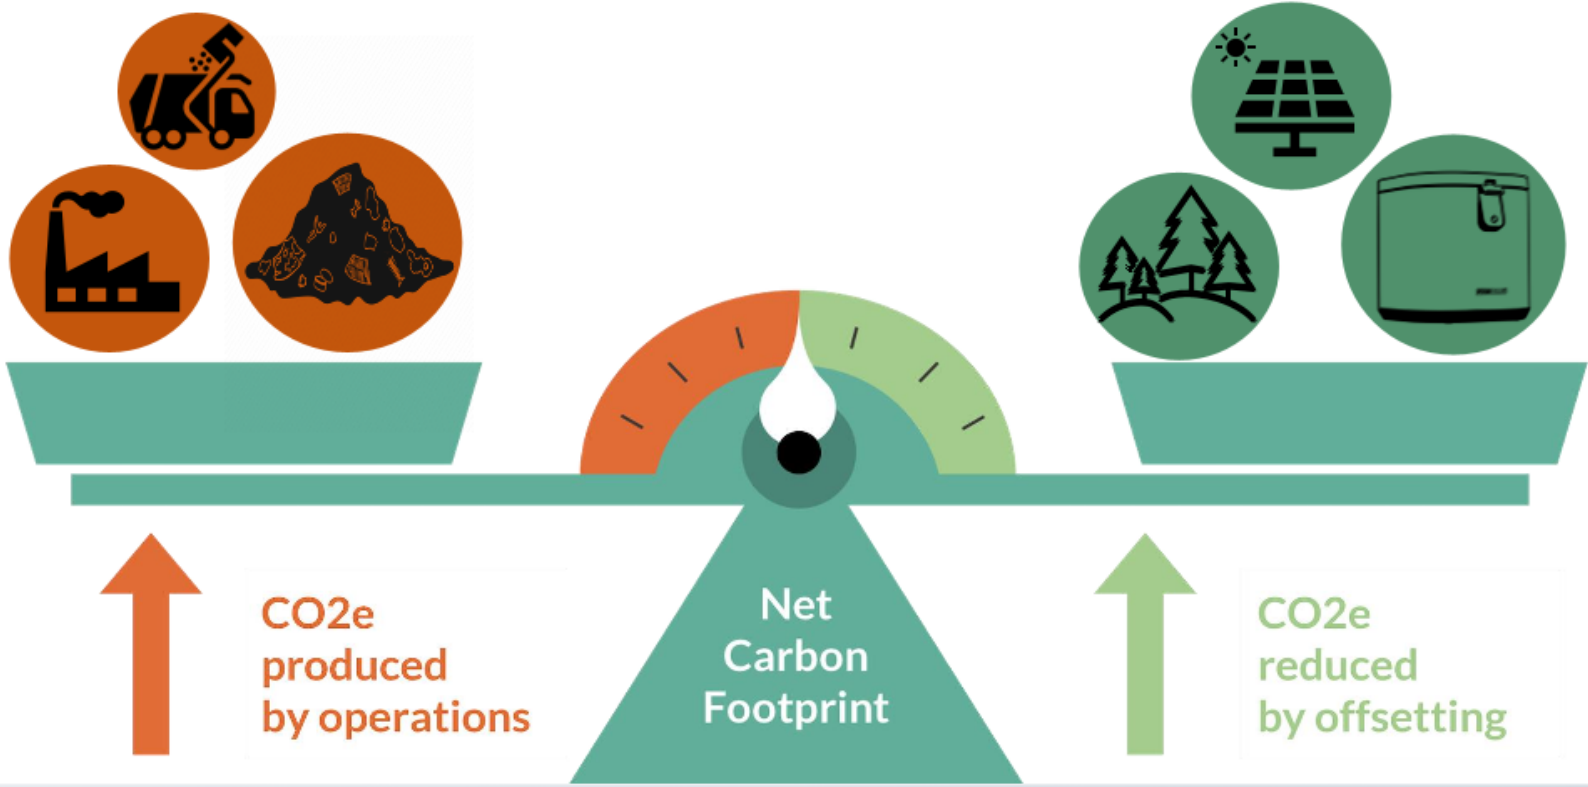 CO2e
produced
by operations
Net
Carbon
Footprint
CO2e
reduced
by offsetting